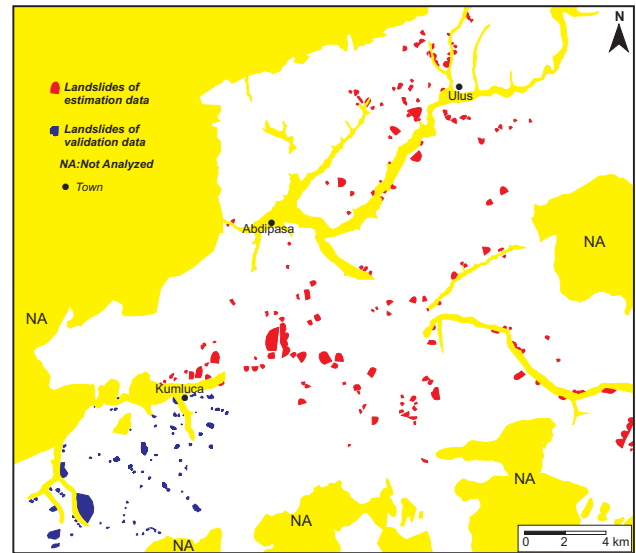 N
Landslides of
estimation data
Ulus
Landslides of
validation data
NA:Not Analyzed
Town
Abdipasa
NA
NA
Kumluca
NA
NA
NA
0 2 4 km